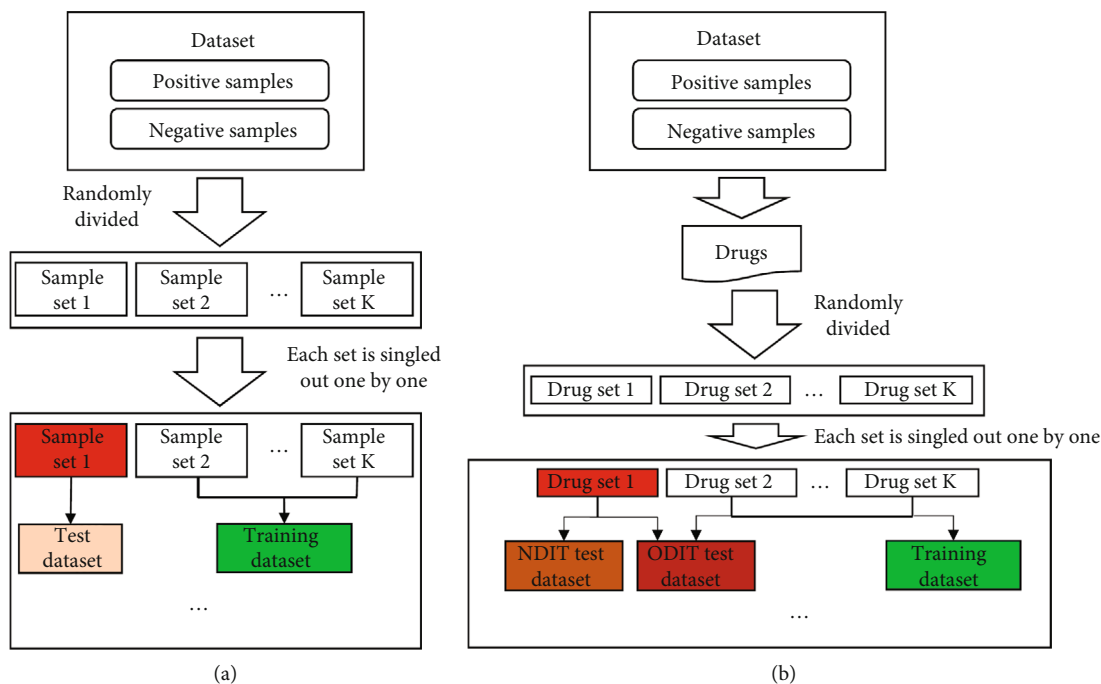 Dataset
Positive samples
Negative samples
Randomly
divided
Sample
set 1
Sample
set 2
...
Sample
set K
Each set is singled
out one by one
Sample
set 1
Sample
set 2
...
Sample
set K
Test
dataset
Training
dataset
...
(a)
Dataset
Positive samples
Negative samples
Drugs
Randomly
divided
Drug set 1
Drug set 2
...
Drug set K
Each set is singled out one by one
Drug set 1
Drug set 2
...
Drug set K
NDIT test
dataset
ODIT test
dataset
Training
dataset
...
(b)